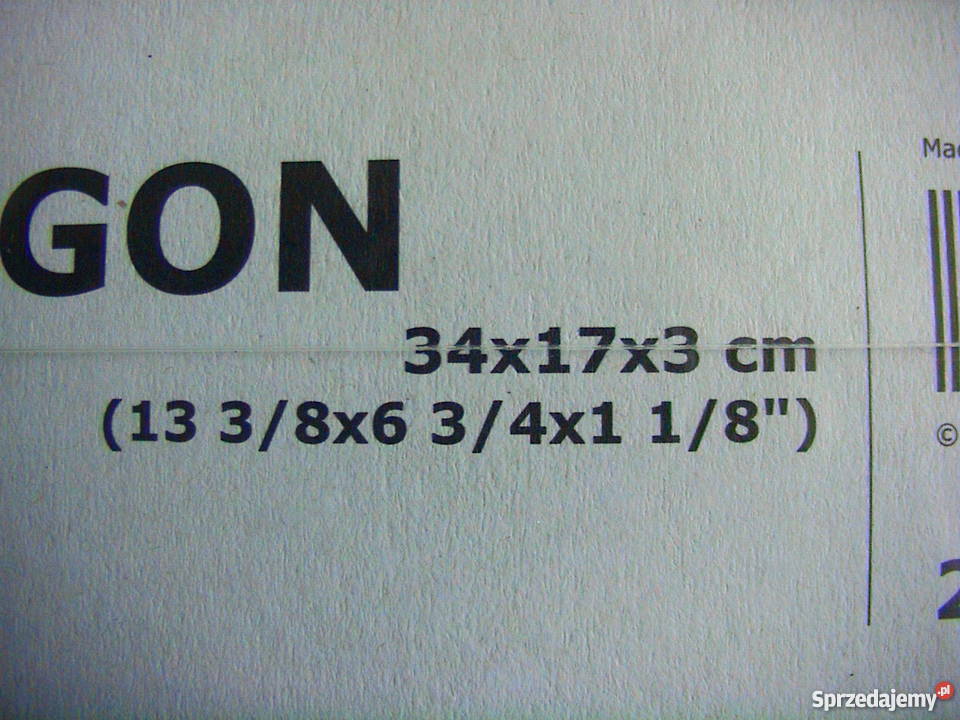 GON
34x17x3 cm
(13 3/8x6 3/4x1 1/8")
©
Sprzedajemy.pl